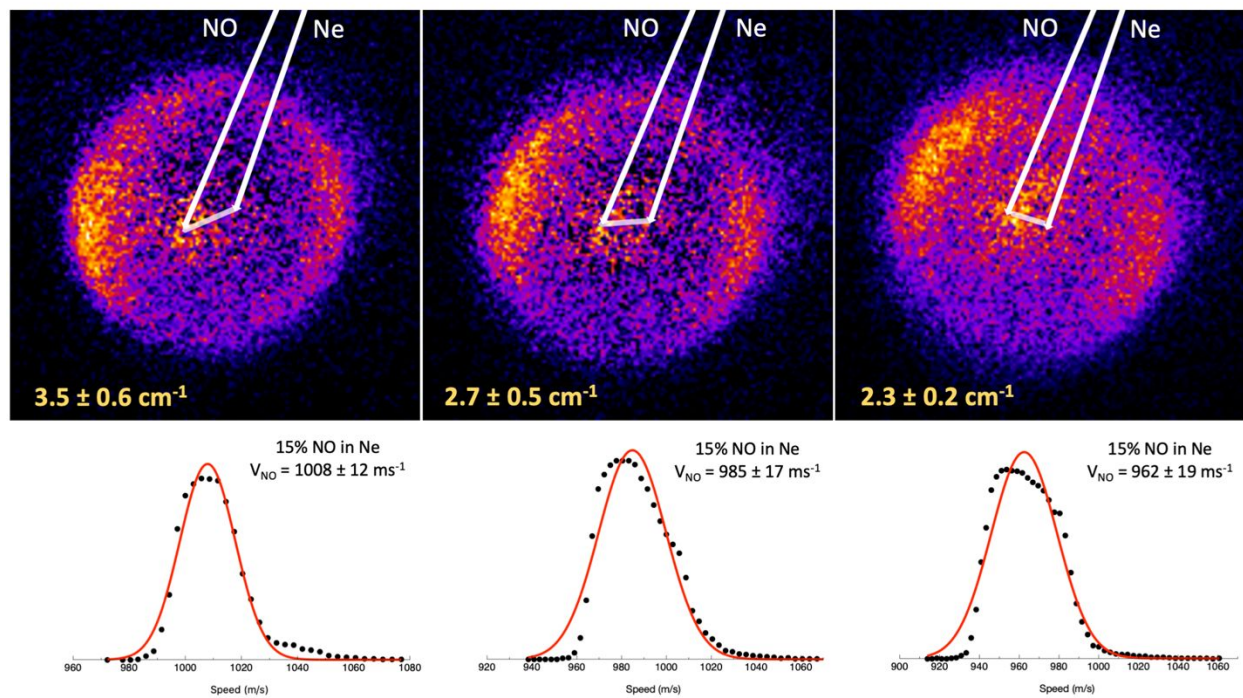 NO Ne
NO Ne
NO Ne
3.5 ± 0.6 cm⁻¹
2.7 ± 0.5 cm⁻¹
2.3 ± 0.2 cm⁻¹
15% NO in Ne
V_NO = 1008 ± 12 ms⁻¹
15% NO in Ne
V_NO = 985 ± 17 ms⁻¹
15% NO in Ne
V_NO = 962 ± 19 ms⁻¹
960 980 1000 1020 1040 1060 1080
Speed (m/s)
920 940 960 980 1000 1020 1040 1060
Speed (m/s)
900 920 940 960 980 1000 1020 1040 1060
Speed (m/s)